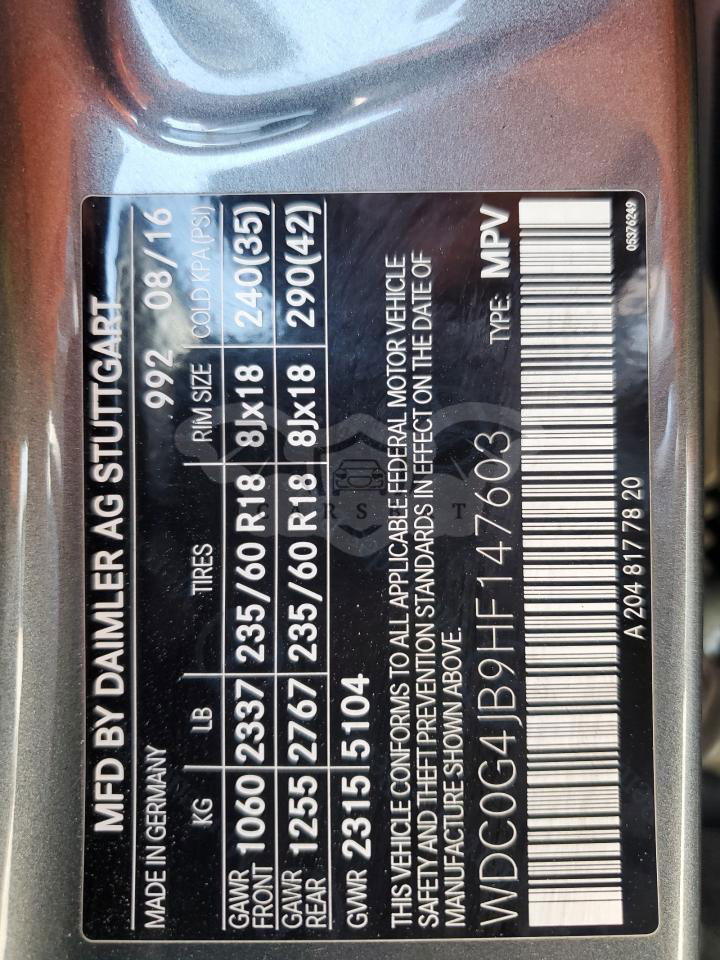 MFD BY DAIMLER AG STUTTGART
MADE IN GERMANY 992 08/16
KG LB TIRES RIM SIZE COLD KPA(PSI)
GAWR FRONT 1060 2337 235/60 R18 8Jx18 240(35)
GAWR REAR 1255 2767 235/60 R18 8Jx18 290(42)
GVWR 2315 5104
THIS VEHICLE CONFORMS TO ALL APPLICABLE FEDERAL MOTOR VEHICLE
SAFETY AND THEFT PREVENTION STANDARDS IN EFFECT ON THE DATE OF
MANUFACTURE SHOWN ABOVE.
WDC0G4JB9HF147603 TYPE: MPV
A 204 817 78 20
05376249